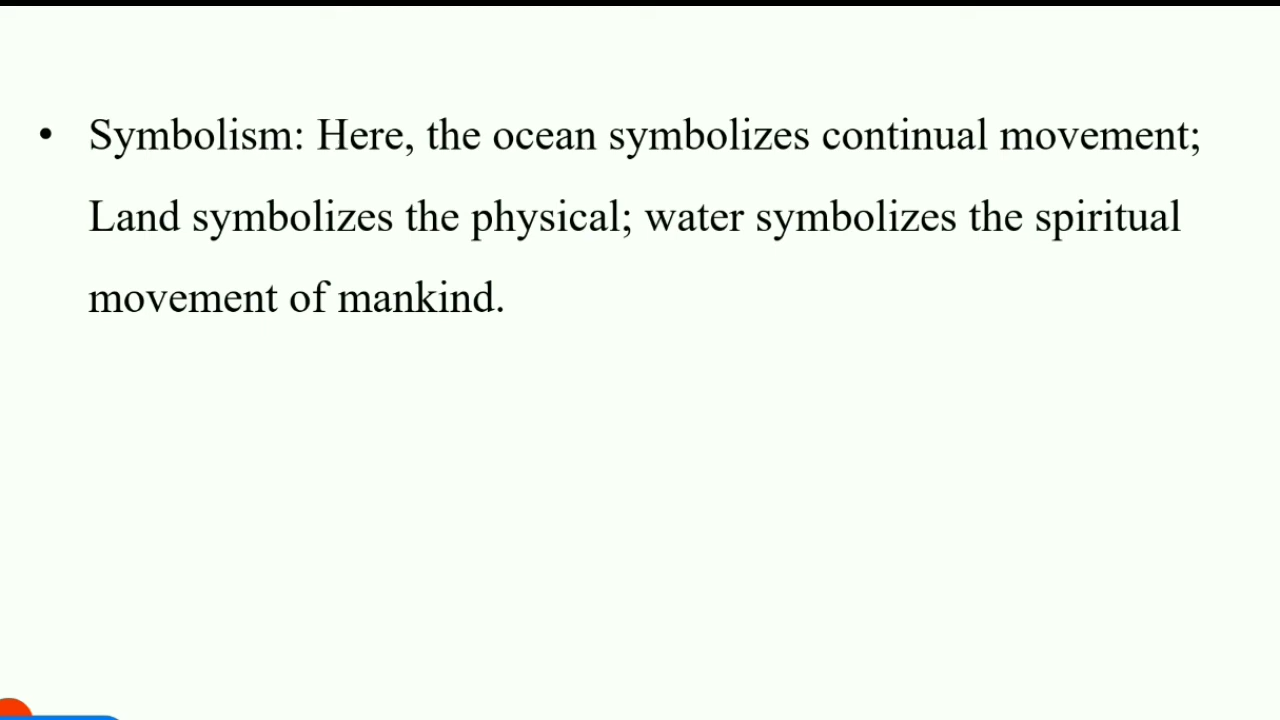 • Symbolism: Here, the ocean symbolizes continual movement;
Land symbolizes the physical; water symbolizes the spiritual
movement of mankind.